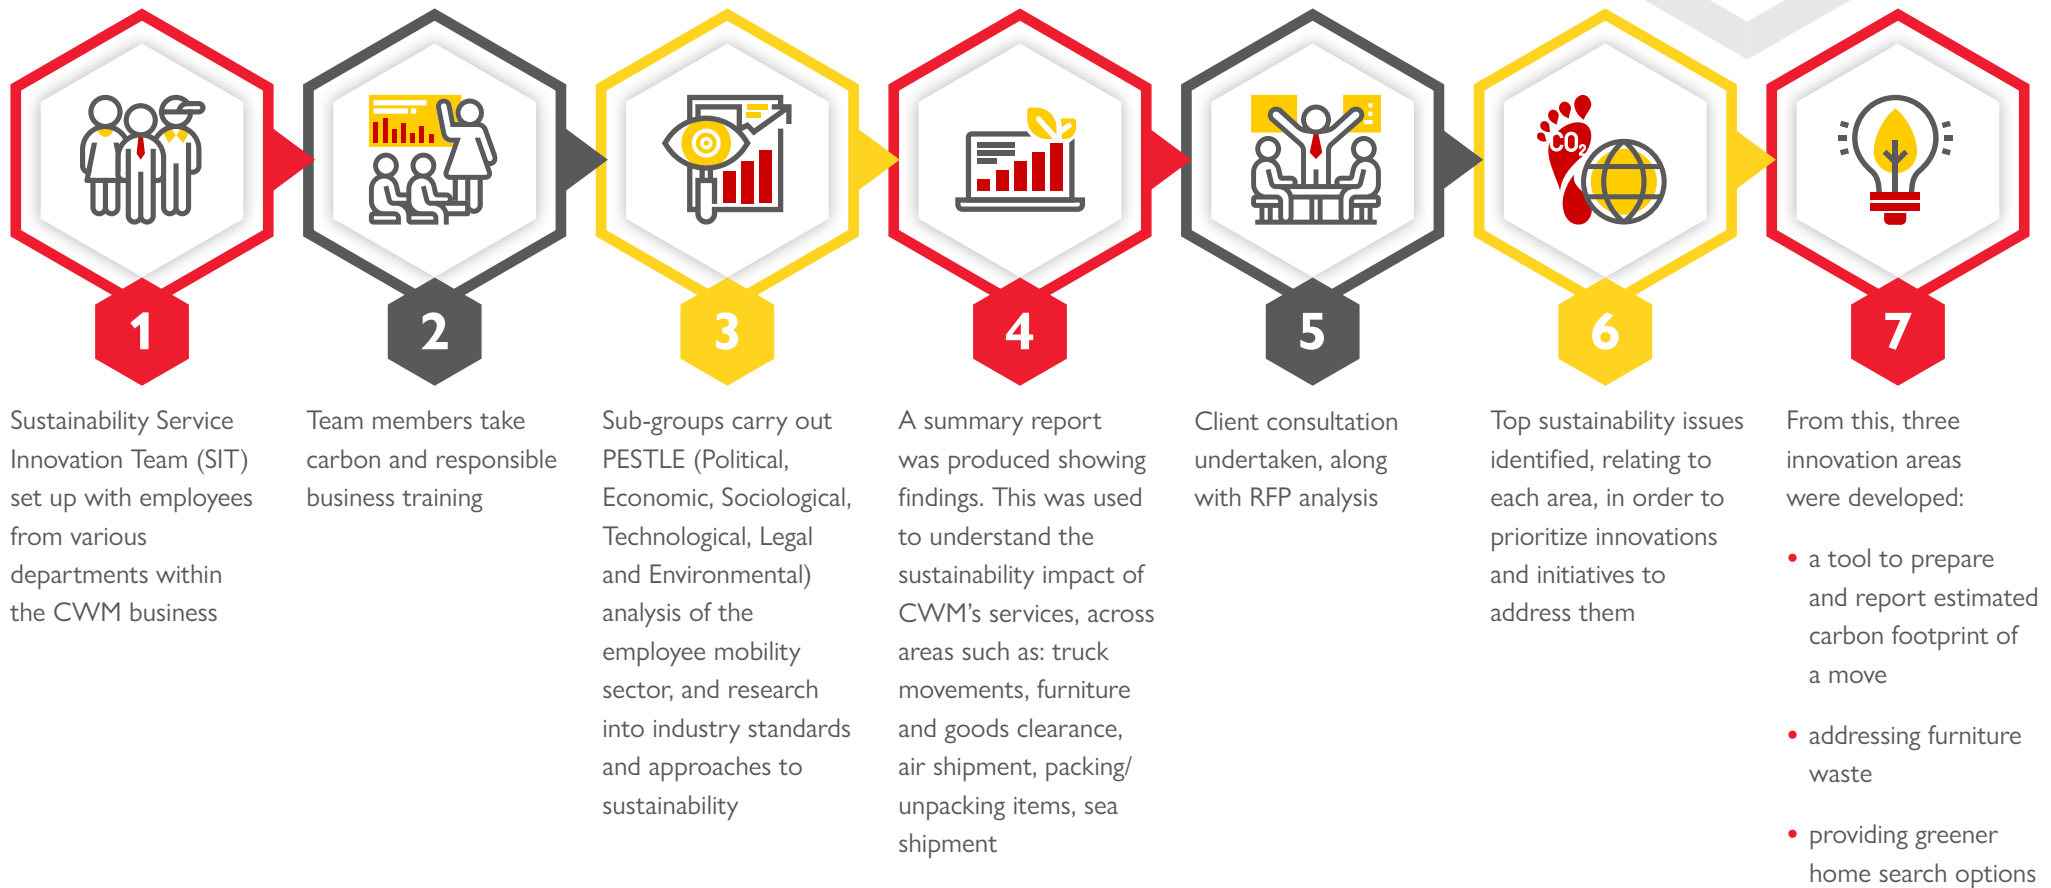 CO₂
1
2
3
4
5
6
7
Sustainability Service
Innovation Team (SIT)
set up with employees
from various
departments within
the CWM business
Team members take
carbon and responsible
business training
Sub-groups carry out
PESTLE (Political,
Economic, Sociological,
Technological, Legal
and Environmental)
analysis of the
employee mobility
sector, and research
into industry standards
and approaches to
sustainability
A summary report
was produced showing
findings. This was used
to understand the
sustainability impact of
CWM’s services, across
areas such as: truck
movements, furniture
and goods clearance,
air shipment, packing/
unpacking items, sea
shipment
Client consultation
undertaken, along
with RFP analysis
Top sustainability issues
identified, relating to
each area, in order to
prioritize innovations
and initiatives to
address them
From this, three
innovation areas
were developed:
• a tool to prepare
and report estimated
carbon footprint of
a move
• addressing furniture
waste
• providing greener
home search options